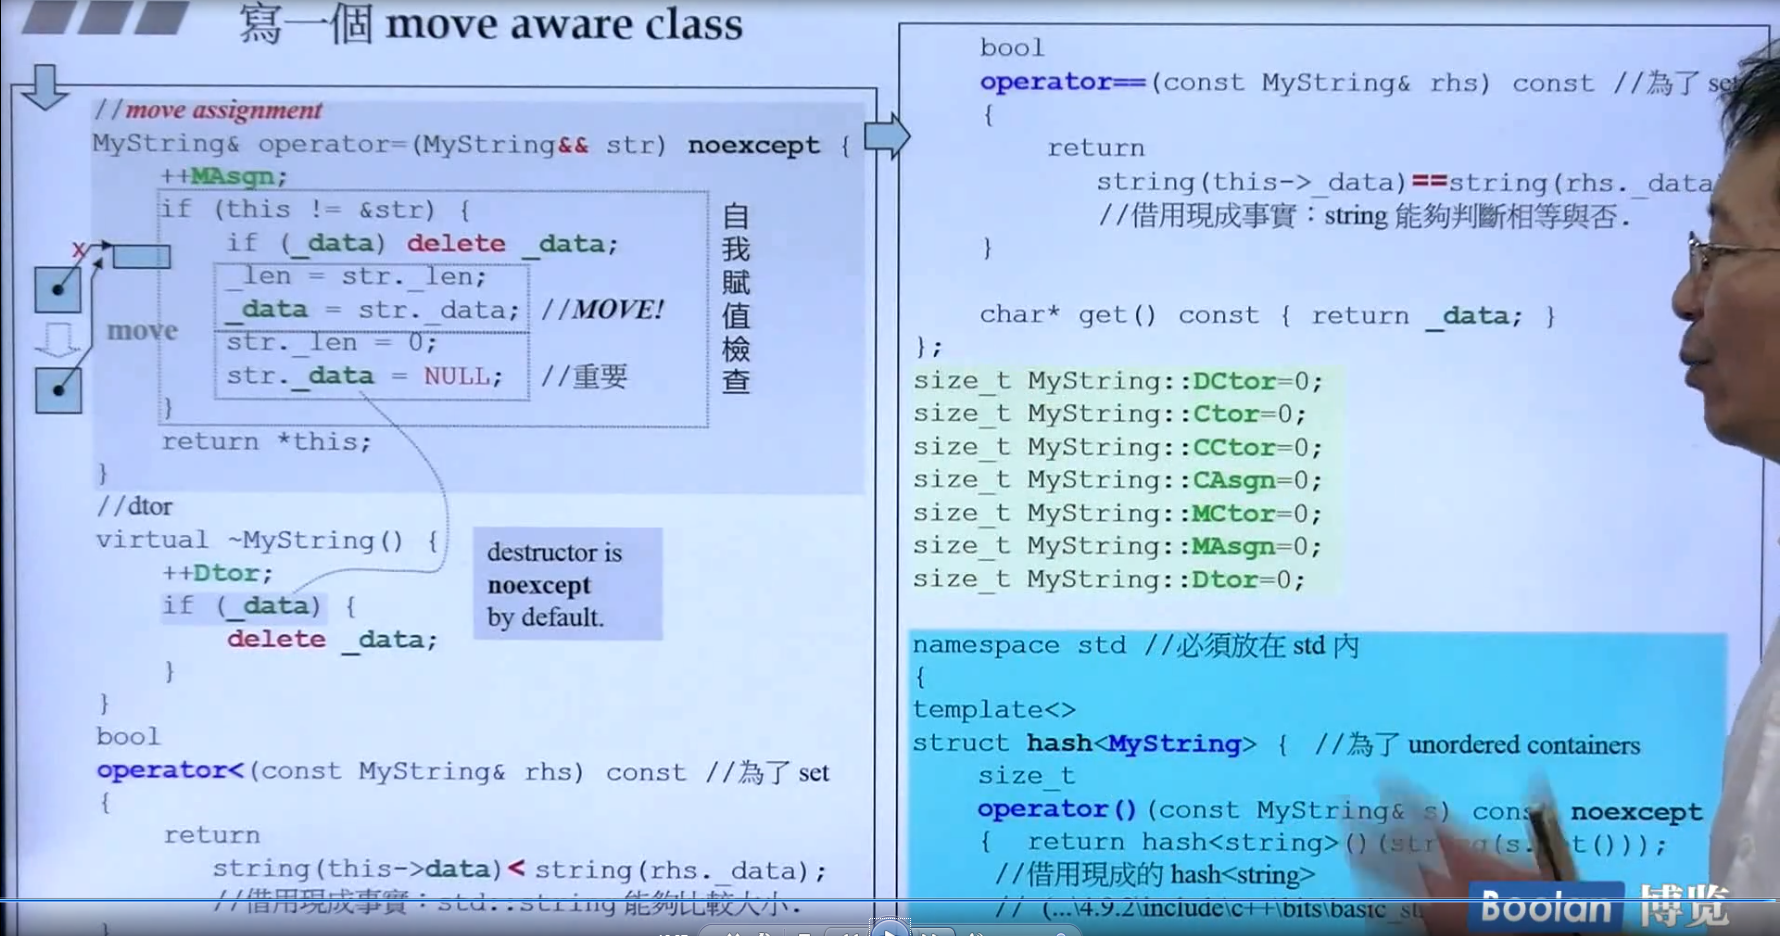 寫一個 move aware class
//move assignment
MyString& operator=(MyString&& str) noexcept {
++MAsgn;
if (this != &str) {
if (_data) delete _data;
_len = str._len;
_data = str._data; //MOVE!
str._len = 0;
str._data = NULL; //重要
}
return *this;
}
自我賦值檢查
x
move
//dtor
virtual ~MyString() {
++Dtor;
if (_data) {
delete _data;
}
}
destructor is
noexcept
by default.
bool
operator<(const MyString& rhs) const //為了 set
{
return
string(this->data)< string(rhs._data);
//借用現成事實：std::string 能夠比較大小.
}
bool
operator==(const MyString& rhs) const //為了
{
return
string(this->_data)==string(rhs._data
//借用現成事實：string 能夠判斷相等與否.
}
char* get() const { return _data; }
};
size_t MyString::DCtor=0;
size_t MyString::Ctor=0;
size_t MyString::CCtor=0;
size_t MyString::CAsgn=0;
size_t MyString::MCtor=0;
size_t MyString::MAsgn=0;
size_t MyString::Dtor=0;
namespace std //必須放在 std 內
{
template<>
struct hash<MyString> { //為了 unordered containers
size_t
operator()(const MyString& s) const noexcept
{ return hash<string>()(string(s.get()));
//借用現成的 hash<string>
// (...\4.9.2\include\c++\bits\basic_st
Boolan 博览